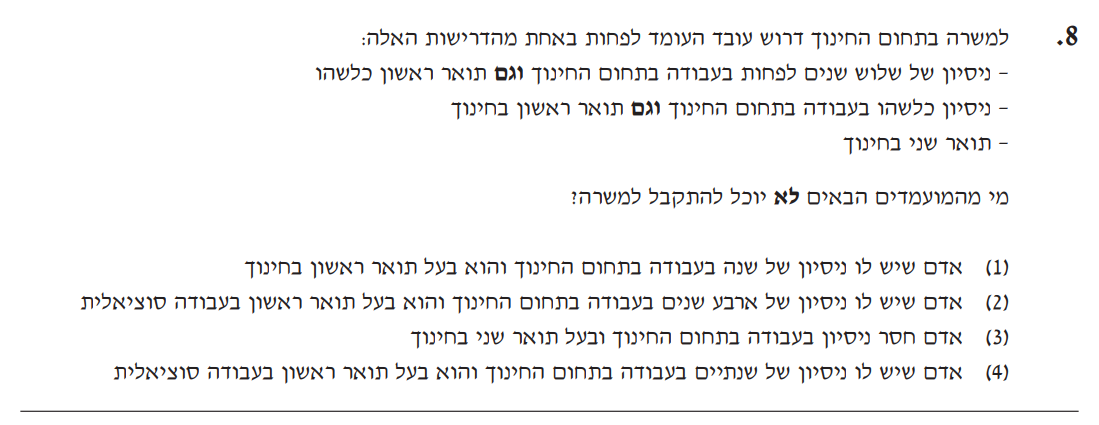 8. למשרה בתחום החינוך דרוש עובד העומד לפחות באחת מהדרישות האלה:
– ניסיון של שלוש שנים לפחות בעבודה בתחום החינוך וגם תואר ראשון כלשהו
– ניסיון כלשהו בעבודה בתחום החינוך וגם תואר ראשון בחינוך
– תואר שני בחינוך
מי מהמועמדים הבאים לא יוכל להתקבל למשרה?
(1) אדם שיש לו ניסיון של שנה בעבודה בתחום החינוך והוא בעל תואר ראשון בחינוך
(2) אדם שיש לו ניסיון של ארבע שנים בעבודה בתחום החינוך והוא בעל תואר ראשון בעבודה סוציאלית
(3) אדם חסר ניסיון בעבודה בתחום החינוך ובעל תואר שני בחינוך
(4) אדם שיש לו ניסיון של שנתיים בעבודה בתחום החינוך והוא בעל תואר ראשון בעבודה סוציאלית